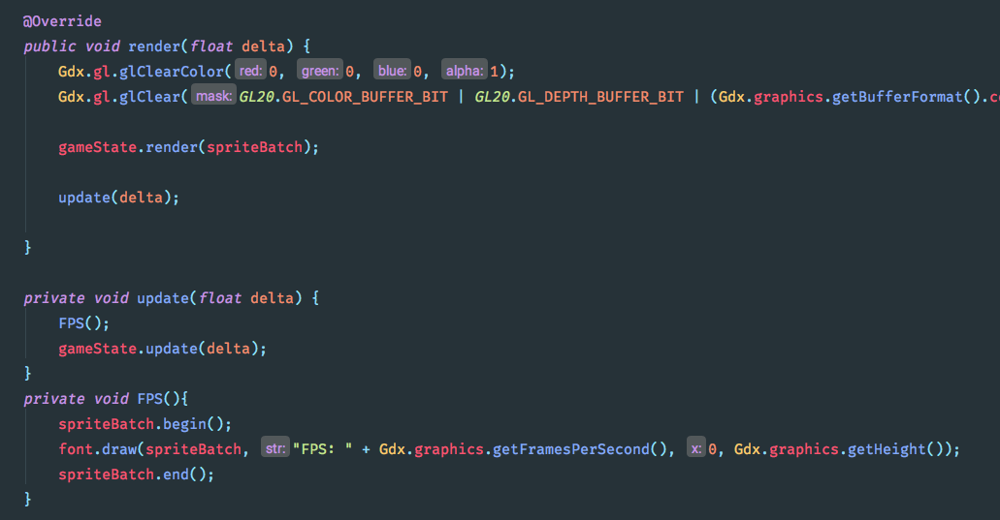 @Override
public void render(float delta) {
Gdx.gl.glClearColor( red: 0, green: 0, blue: 0, alpha: 1);
Gdx.gl.glClear( mask: GL20.GL_COLOR_BUFFER_BIT | GL20.GL_DEPTH_BUFFER_BIT | (Gdx.graphics.getBufferFormat().c
gameState.render(spriteBatch);
update(delta);
}
private void update(float delta) {
FPS();
gameState.update(delta);
}
private void FPS(){
spriteBatch.begin();
font.draw(spriteBatch, str: "FPS: " + Gdx.graphics.getFramesPerSecond(), x: 0, Gdx.graphics.getHeight());
spriteBatch.end();
}